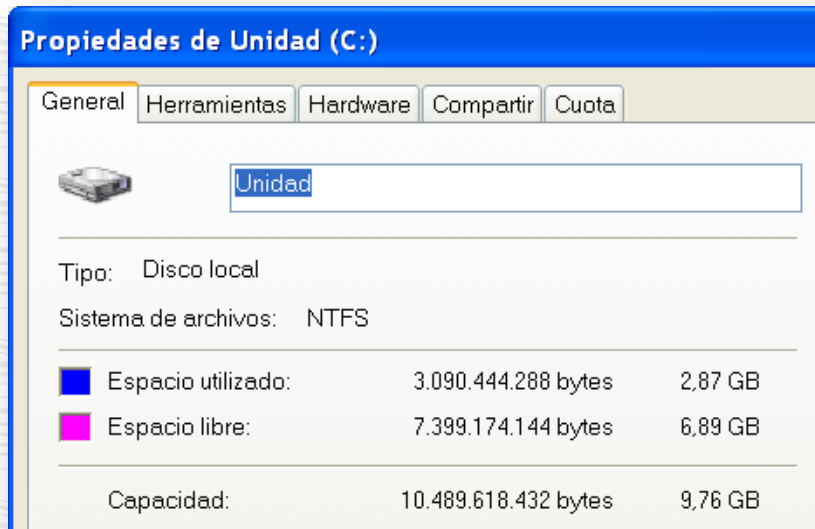 Propiedades de Unidad (C:)
General Herramientas Hardware Compartir Cuota
Unidad
Tipo: Disco local
Sistema de archivos: NTFS
Espacio utilizado: 3.090.444.288 bytes 2,87 GB
Espacio libre: 7.399.174.144 bytes 6,89 GB
Capacidad: 10.489.618.432 bytes 9,76 GB